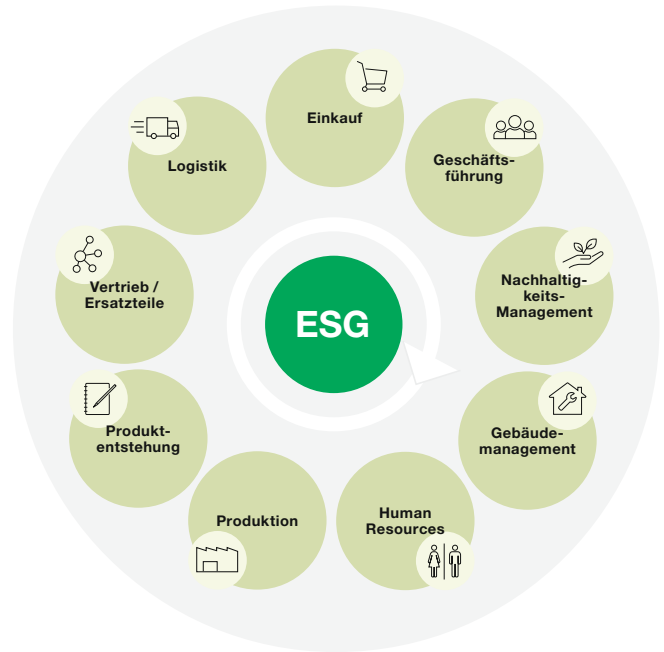 Einkauf
Geschäfts-
führung
Nachhaltig-
keits-
Management
Gebäude-
management
Human
Resources
Produktion
Produkt-
entstehung
Vertrieb /
Ersatzteile
Logistik
ESG